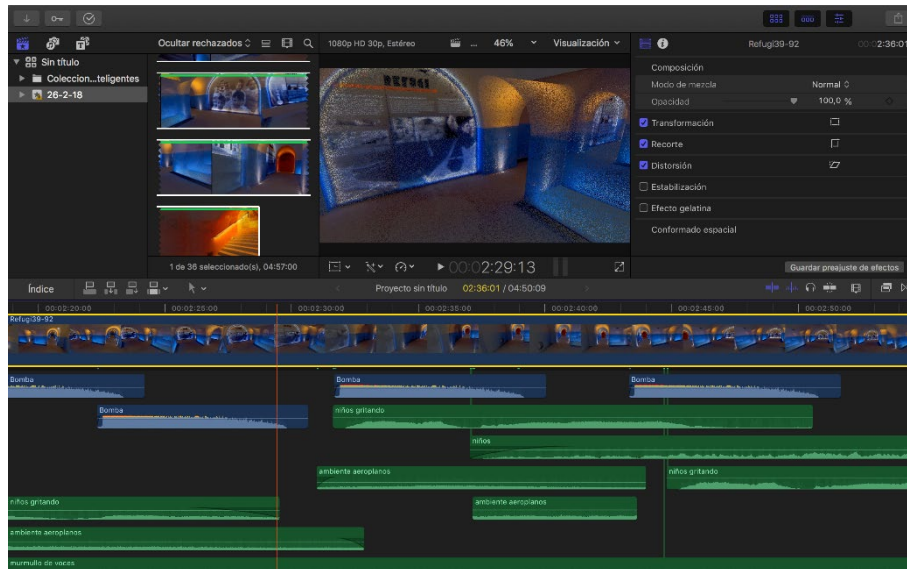 Ocultar rechazados
1080p HD 30p, Estéreo
...
46%
Visualización
Refugi39-92
00:02:36:01
Sin título
Coleccion...teligentes
26-2-18
REFUGI
Composición
Modo de mezcla
Normal
Opacidad
100,0 %
Transformación
Recorte
Distorsión
Estabilización
Efecto gelatina
Conformado espacial
1 de 36 seleccionado(s), 04:57:00
00:02:29:13
Guardar preajuste de efectos
Índice
Proyecto sin título
02:36:01 / 04:50:09
00:02:20:00
00:02:25:00
00:02:30:00
00:02:35:00
00:02:40:00
00:02:45:00
00:02:50:00
Refugi39-92
Bomba
Bomba
Bomba
Bomba
niños gritando
niños
ambiente aeroplanos
niños gritando
niños gritando
ambiente aeroplanos
ambiente aeroplanos
murmullo de voces